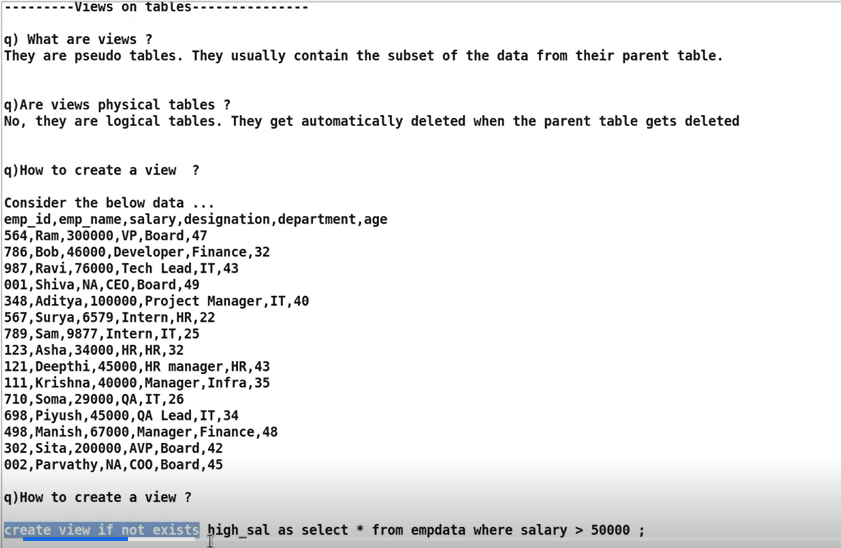 ---------Views on tables---------------
q) What are views ?
They are pseudo tables. They usually contain the subset of the data from their parent table.
q)Are views physical tables ?
No, they are logical tables. They get automatically deleted when the parent table gets deleted
q)How to create a view  ?
Consider the below data ...
emp_id,emp_name,salary,designation,department,age
564,Ram,300000,VP,Board,47
786,Bob,46000,Developer,Finance,32
987,Ravi,76000,Tech Lead,IT,43
001,Shiva,NA,CEO,Board,49
348,Aditya,100000,Project Manager,IT,40
567,Surya,6579,Intern,HR,22
789,Sam,9877,Intern,IT,25
123,Asha,34000,HR,HR,32
121,Deepthi,45000,HR manager,HR,43
111,Krishna,40000,Manager,Infra,35
710,Soma,29000,QA,IT,26
698,Piyush,45000,QA Lead,IT,34
498,Manish,67000,Manager,Finance,48
302,Sita,200000,AVP,Board,42
002,Parvathy,NA,COO,Board,45
q)How to create a view ?
create view if not exists high_sal as select * from empdata where salary > 50000 ;